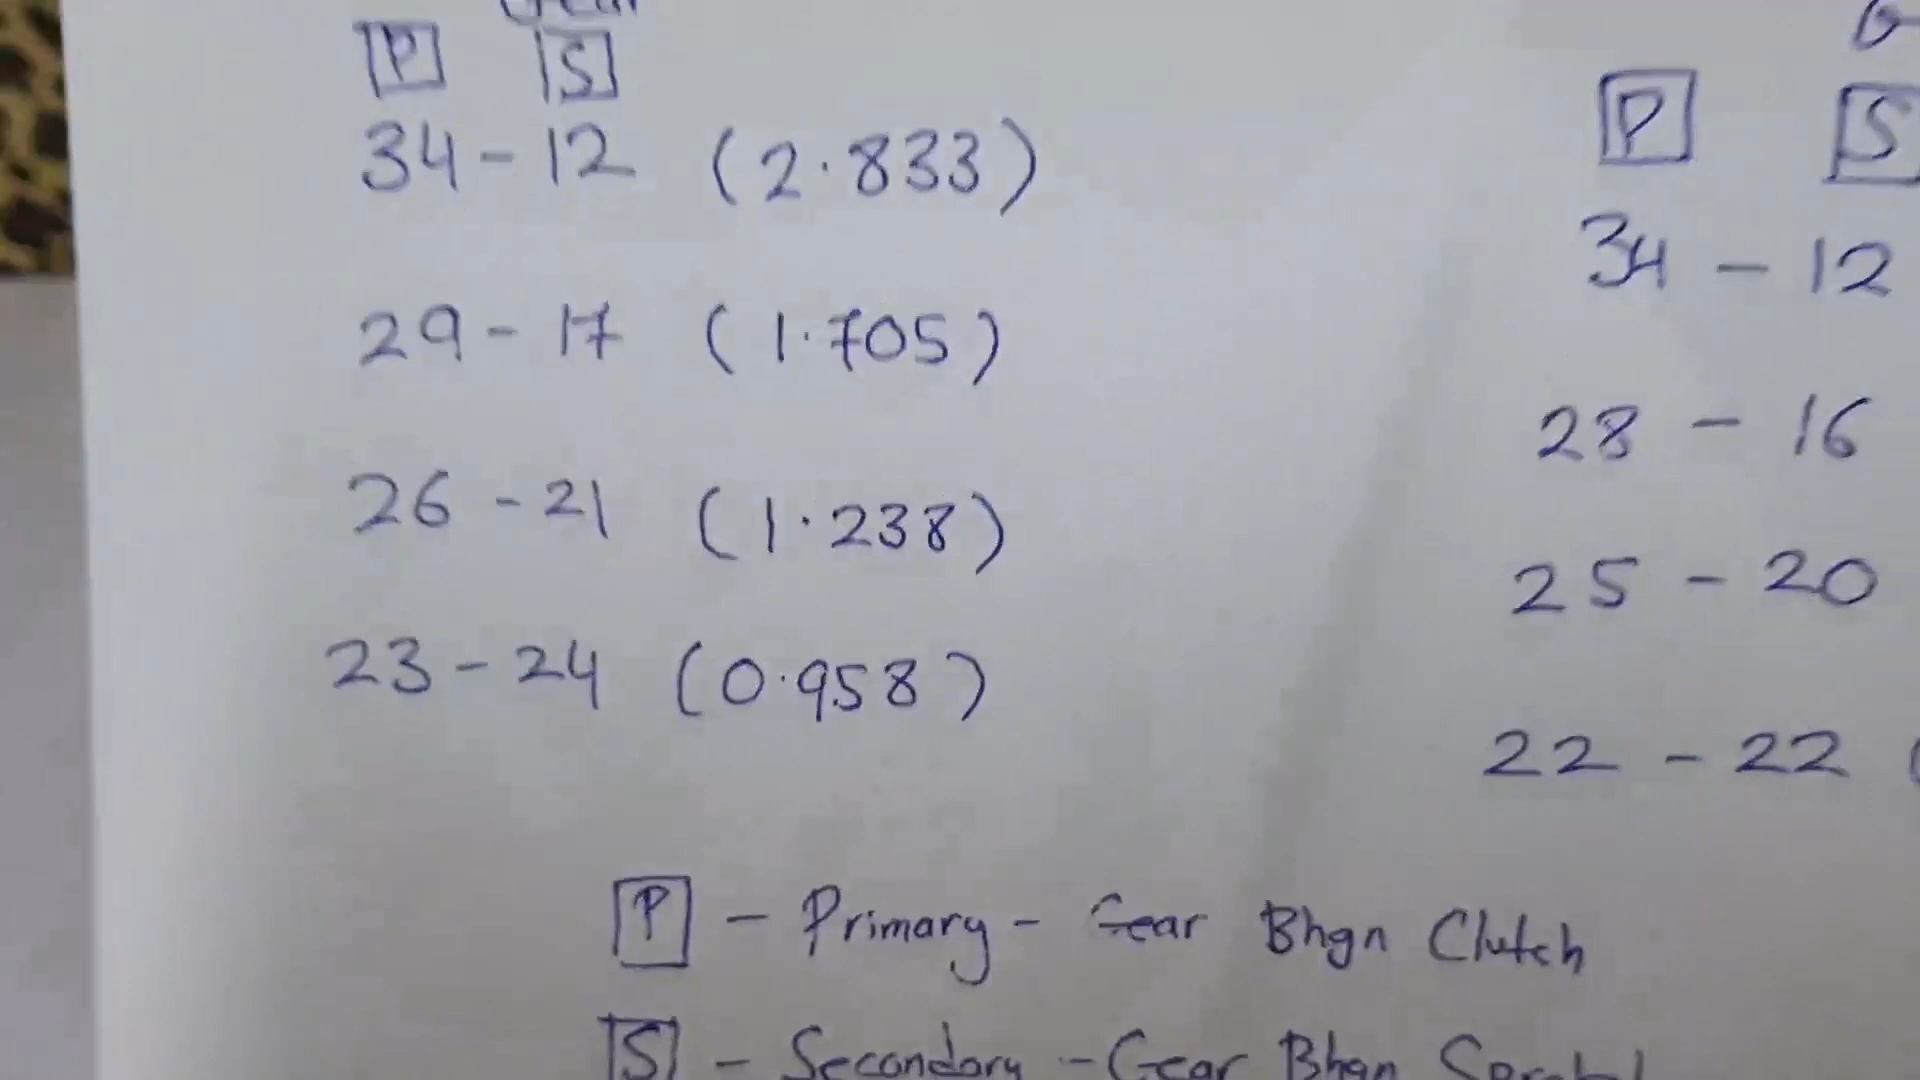 P S
34 - 12 (2.833)
29 - 17 (1.705)
26 - 21 (1.238)
23 - 24 (0.958)
P S
34 - 12
28 - 16
25 - 20
22 - 22 (
P - Primary - Gear Bhgn Clutch
S - Secondary - Gear Bhgn